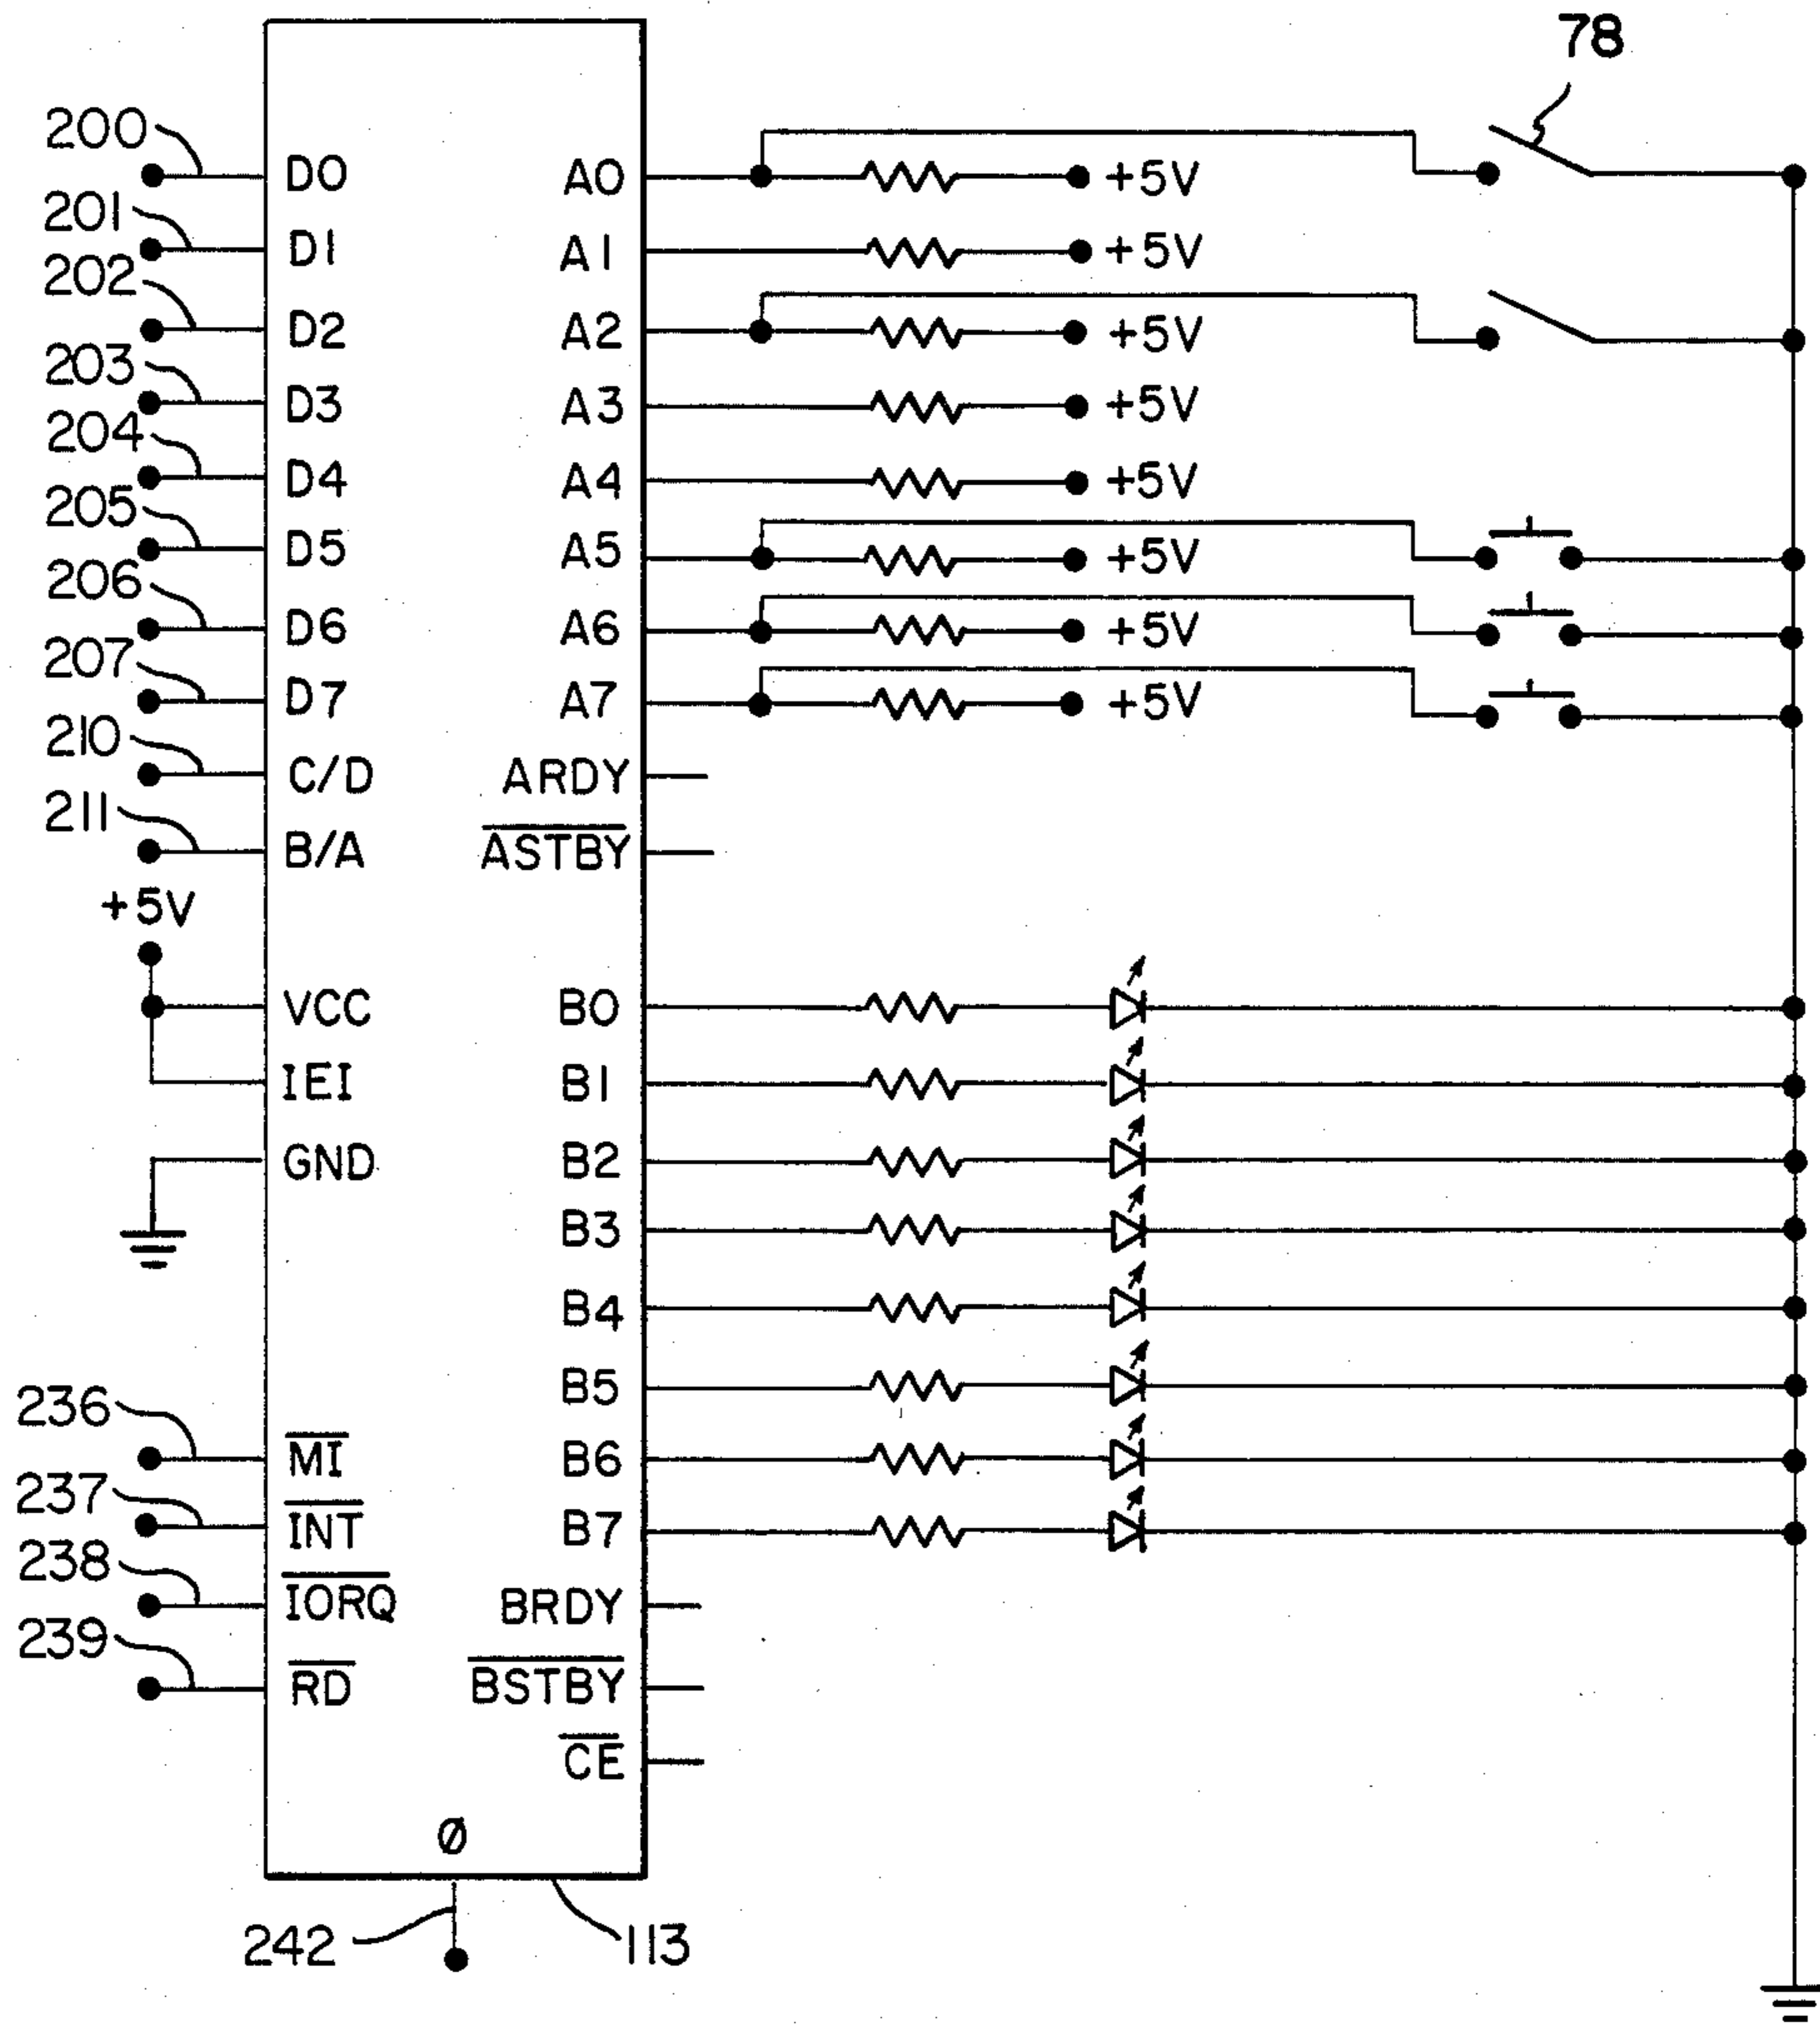 78
200 D0 A0 +5V
201 D1 A1 +5V
202 D2 A2 +5V
203 D3 A3 +5V
204 D4 A4 +5V
205 D5 A5 +5V
206 D6 A6 +5V
207 D7 A7 +5V
210 C/D ARDY
211 B/A ASTBY
+5V
VCC B0
IEI B1
GND B2
B3
B4
B5
236 MI B6
237 INT B7
238 IORQ BRDY
239 RD BSTBY
CE
Ø
242 113